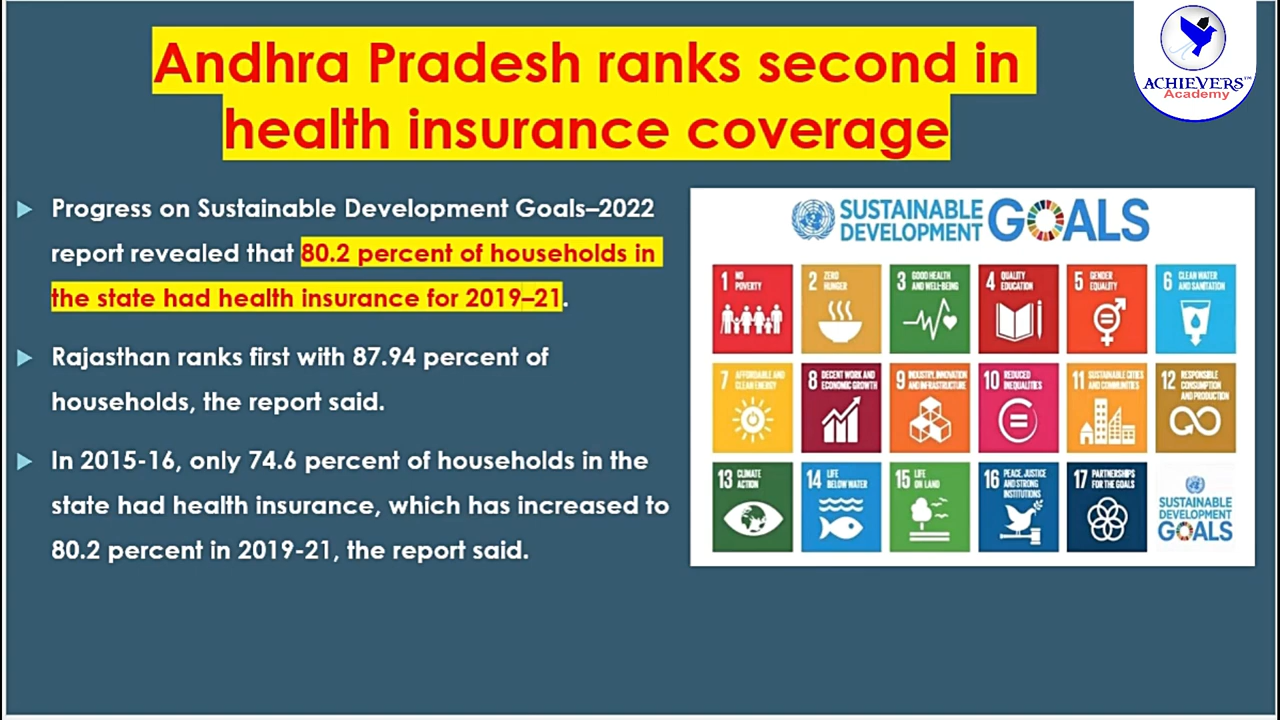 Andhra Pradesh ranks second in
health insurance coverage
ACHIEVERS™
Academy
Progress on Sustainable Development Goals–2022
report revealed that 80.2 percent of households in
the state had health insurance for 2019–21.
Rajasthan ranks first with 87.94 percent of
households, the report said.
In 2015-16, only 74.6 percent of households in the
state had health insurance, which has increased to
80.2 percent in 2019-21, the report said.
SUSTAINABLE
DEVELOPMENT
GOALS
1 NO
POVERTY
2 ZERO
HUNGER
3 GOOD HEALTH
AND WELL-BEING
4 QUALITY
EDUCATION
5 GENDER
EQUALITY
6 CLEAN WATER
AND SANITATION
7 AFFORDABLE AND
CLEAN ENERGY
8 DECENT WORK AND
ECONOMIC GROWTH
9 INDUSTRY, INNOVATION
AND INFRASTRUCTURE
10 REDUCED
INEQUALITIES
11 SUSTAINABLE CITIES
AND COMMUNITIES
12 RESPONSIBLE
CONSUMPTION
AND PRODUCTION
13 CLIMATE
ACTION
14 LIFE
BELOW WATER
15 LIFE
ON LAND
16 PEACE, JUSTICE
AND STRONG
INSTITUTIONS
17 PARTNERSHIPS
FOR THE GOALS
SUSTAINABLE
DEVELOPMENT
GOALS